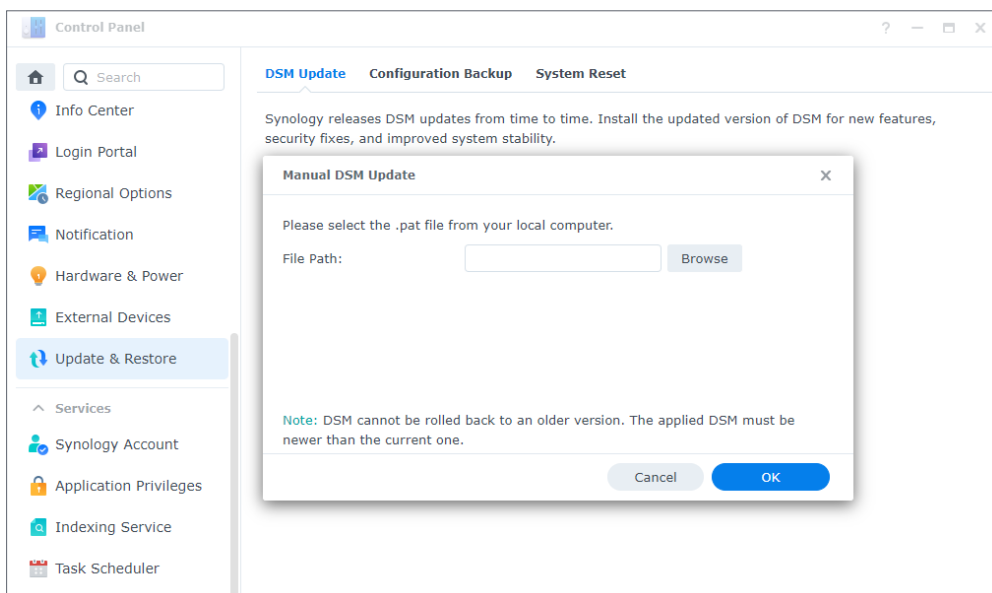 Control Panel
Search
DSM Update Configuration Backup System Reset
Info Center
Login Portal
Regional Options
Notification
Hardware & Power
External Devices
Update & Restore
Services
Synology Account
Application Privileges
Indexing Service
Task Scheduler
Synology releases DSM updates from time to time. Install the updated version of DSM for new features,
security fixes, and improved system stability.
Manual DSM Update
Please select the .pat file from your local computer.
File Path:
Browse
Note: DSM cannot be rolled back to an older version. The applied DSM must be
newer than the current one.
Cancel
OK